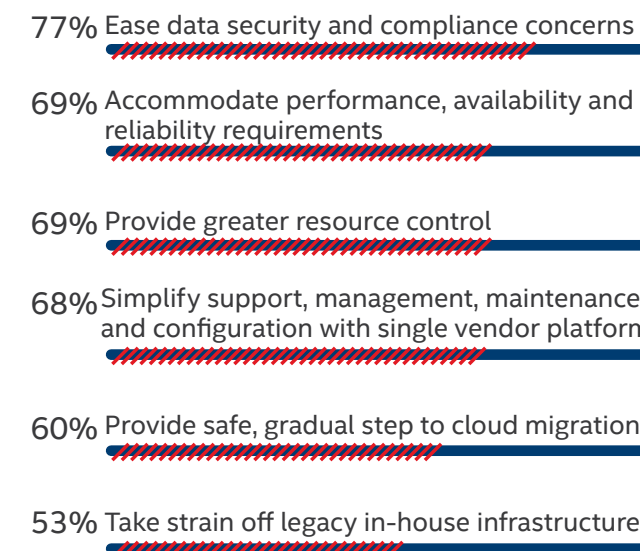 77% Ease data security and compliance concerns
69% Accommodate performance, availability and
reliability requirements
69% Provide greater resource control
68% Simplify support, management, maintenance
and configuration with single vendor platform
60% Provide safe, gradual step to cloud migration
53% Take strain off legacy in-house infrastructure